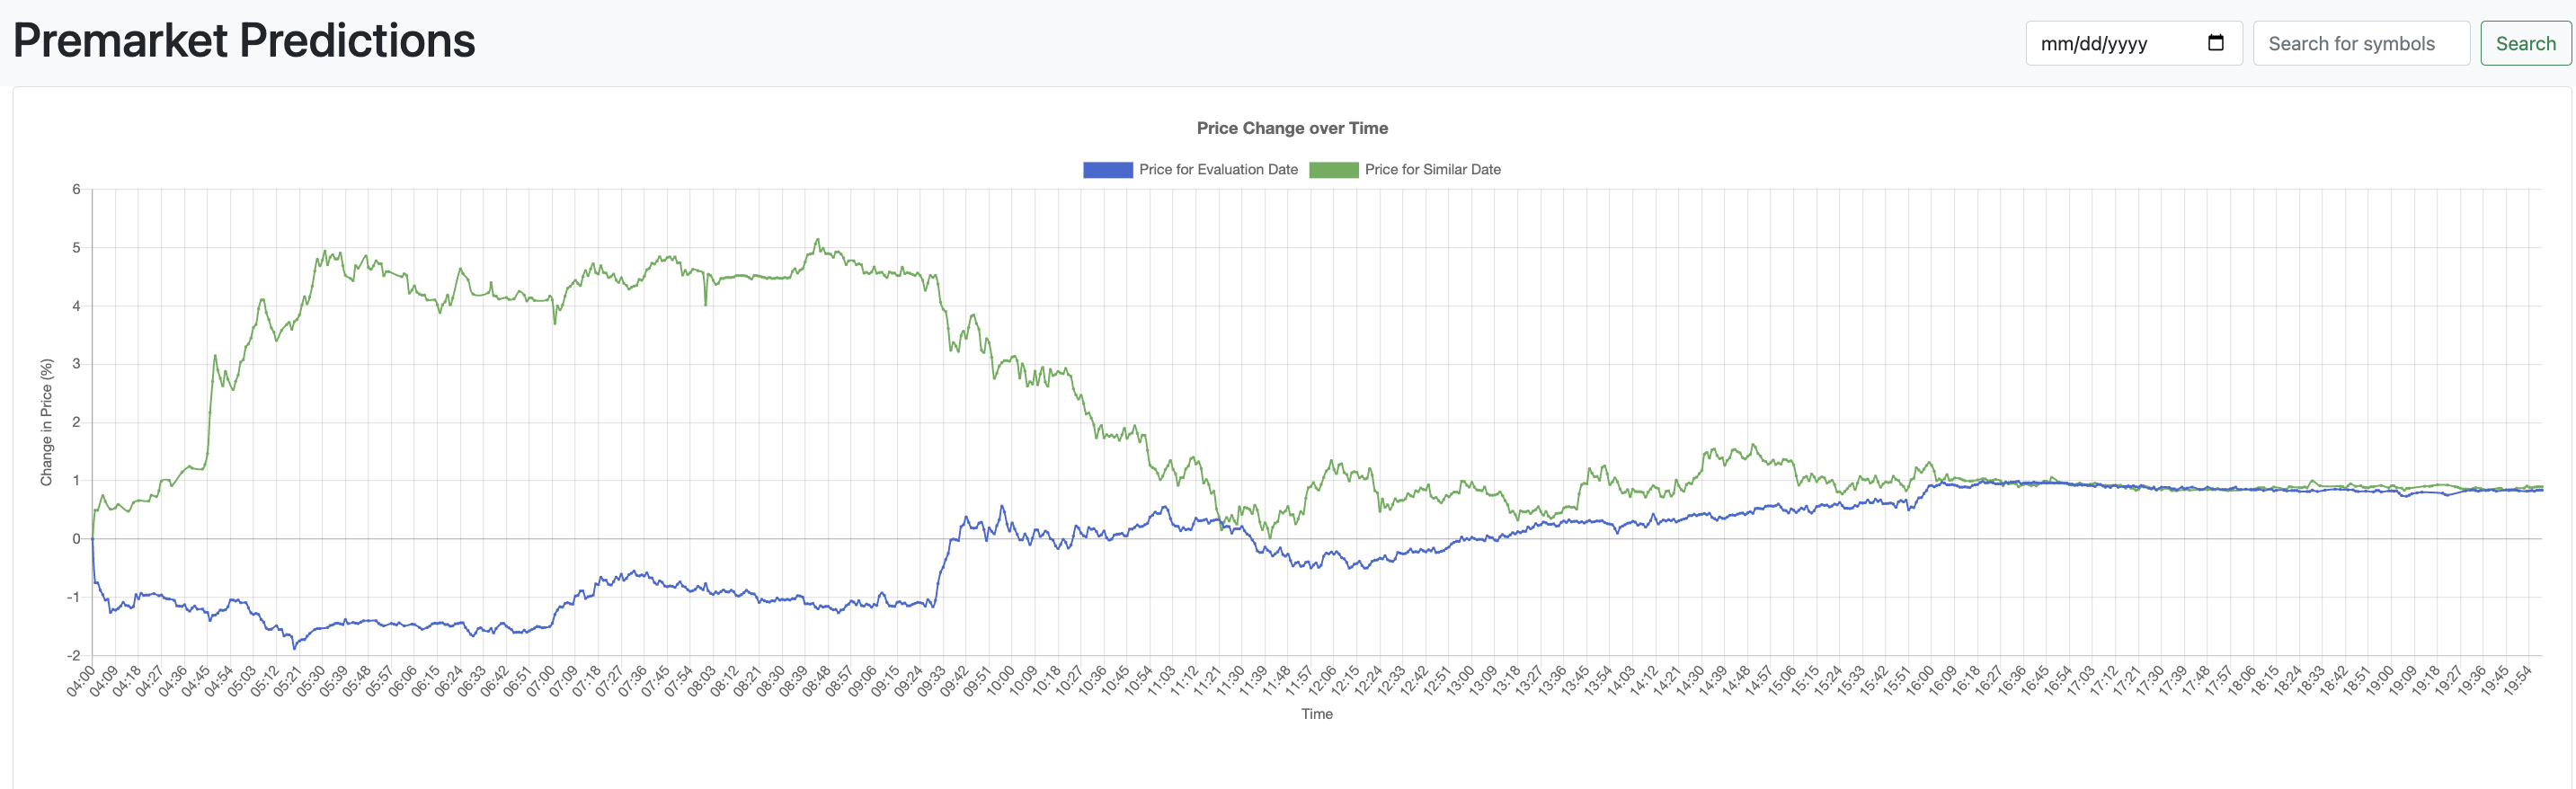 Premarket Predictions
mm/dd/yyyy
Search for symbols
Search
Price Change over Time
Price for Evaluation Date
Price for Similar Date
Change in Price (%)
6
5
4
3
2
1
0
-1
-2
04:00 04:09 04:18 04:27 04:36 04:45 04:54 05:03 05:12 05:21 05:30 05:39 05:48 05:57 06:06 06:15 06:24 06:33 06:42 06:51 07:00 07:09 07:18 07:27 07:36 07:45 07:54 08:03 08:12 08:21 08:30 08:39 08:48 08:57 09:06 09:15 09:24 09:33 09:42 09:51 10:00 10:09 10:18 10:27 10:36 10:45 10:54 11:03 11:12 11:21 11:30 11:39 11:48 11:57 12:06 12:15 12:24 12:33 12:42 12:51 13:00 13:09 13:18 13:27 13:36 13:45 13:54 14:03 14:12 14:21 14:30 14:39 14:48 14:57 15:06 15:15 15:24 15:33 15:42 15:51 16:00 16:09 16:18 16:27 16:36 16:45 16:54 17:03 17:12 17:21 17:30 17:39 17:48 17:57 18:06 18:15 18:24 18:33 18:42 18:51 19:00 19:09 19:18 19:27 19:36 19:45 19:54
Time